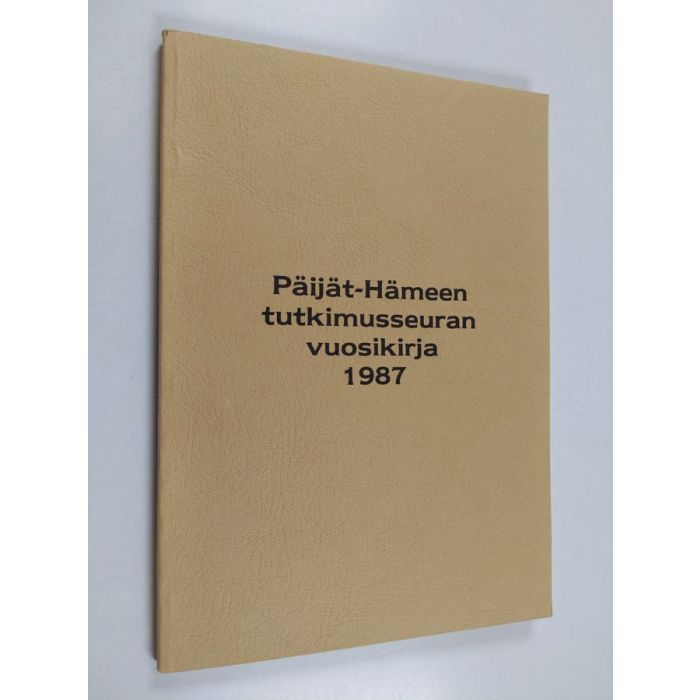 Päijät-Hämeen
tutkimusseuran
vuosikirja
1987